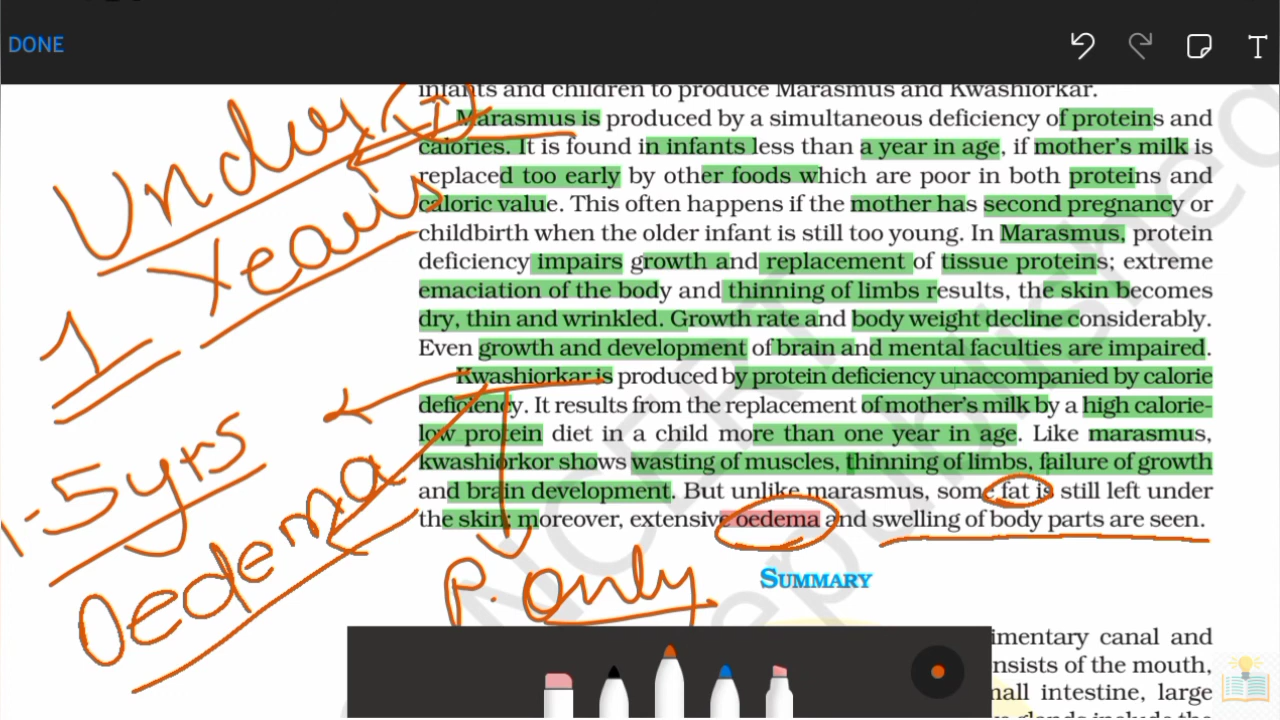 DONE
T
infants and children to produce Marasmus and Kwashiorkar.
Marasmus is produced by a simultaneous deficiency of proteins and
calories. It is found in infants less than a year in age, if mother's milk is
replaced too early by other foods which are poor in both proteins and
caloric value. This often happens if the mother has second pregnancy or
childbirth when the older infant is still too young. In Marasmus, protein
deficiency impairs growth and replacement of tissue proteins; extreme
emaciation of the body and thinning of limbs results, the skin becomes
dry, thin and wrinkled. Growth rate and body weight decline considerably.
Even growth and development of brain and mental faculties are impaired.
Kwashiorkar is produced by protein deficiency unaccompanied by calorie
deficiency. It results from the replacement of mother's milk by a high calorie-
low protein diet in a child more than one year in age. Like marasmus,
kwashiorkor shows wasting of muscles, thinning of limbs, failure of growth
and brain development. But unlike marasmus, some fat is still left under
the skin; moreover, extensive oedema and swelling of body parts are seen.
Under
1 Years
1-5yrs
Oedema
P. only
SUMMARY
imentary canal and
nsists of the mouth,
nall intestine, large